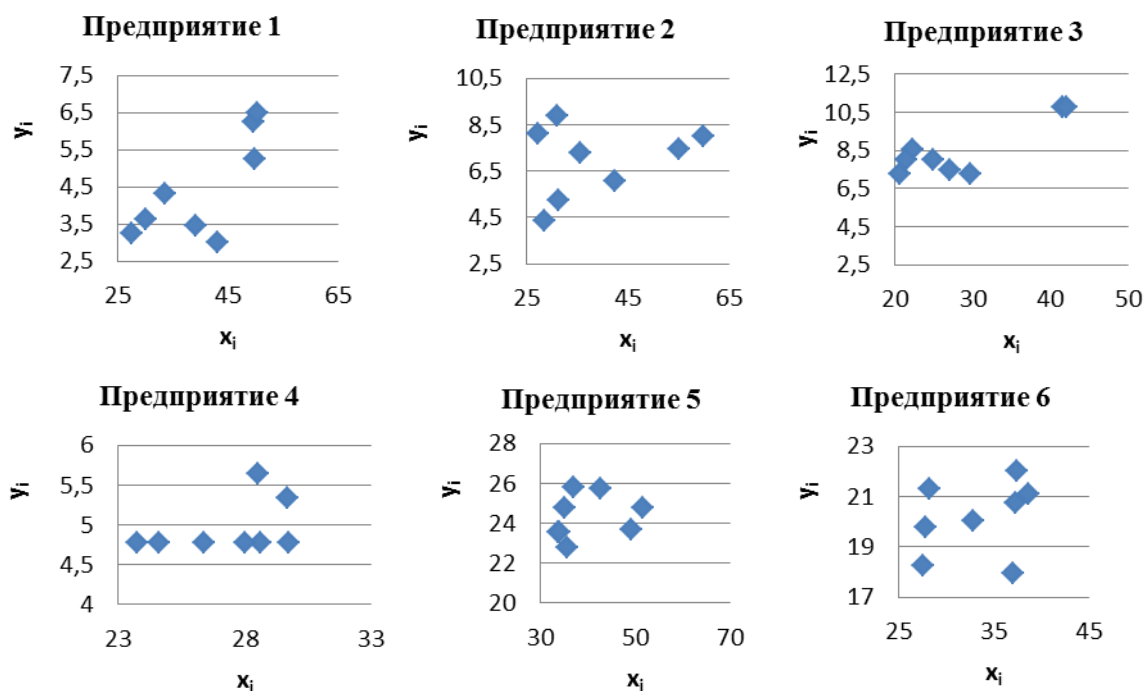 Предприятие 1
7,5
6,5
5,5
4,5
3,5
2,5
yᵢ
25 45 65
xᵢ
Предприятие 2
10,5
8,5
6,5
4,5
2,5
yᵢ
25 45 65
xᵢ
Предприятие 3
12,5
10,5
8,5
6,5
4,5
2,5
yᵢ
20 30 40 50
xᵢ
Предприятие 4
6
5,5
5
4,5
4
yᵢ
23 28 33
xᵢ
Предприятие 5
28
26
24
22
20
yᵢ
30 50 70
xᵢ
Предприятие 6
23
21
19
17
yᵢ
25 35 45
xᵢ